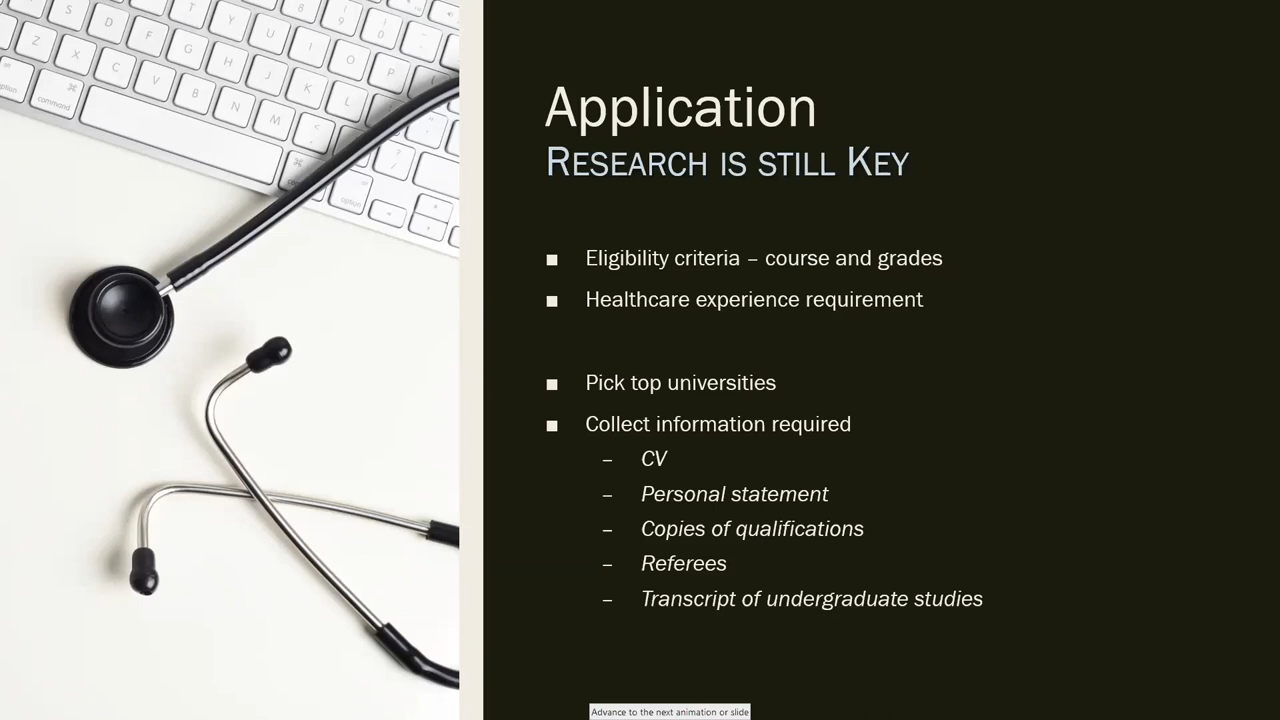 Application
RESEARCH IS STILL KEY
■ Eligibility criteria – course and grades
■ Healthcare experience requirement
■ Pick top universities
■ Collect information required
– CV
– Personal statement
– Copies of qualifications
– Referees
– Transcript of undergraduate studies
Advance to the next animation or slide